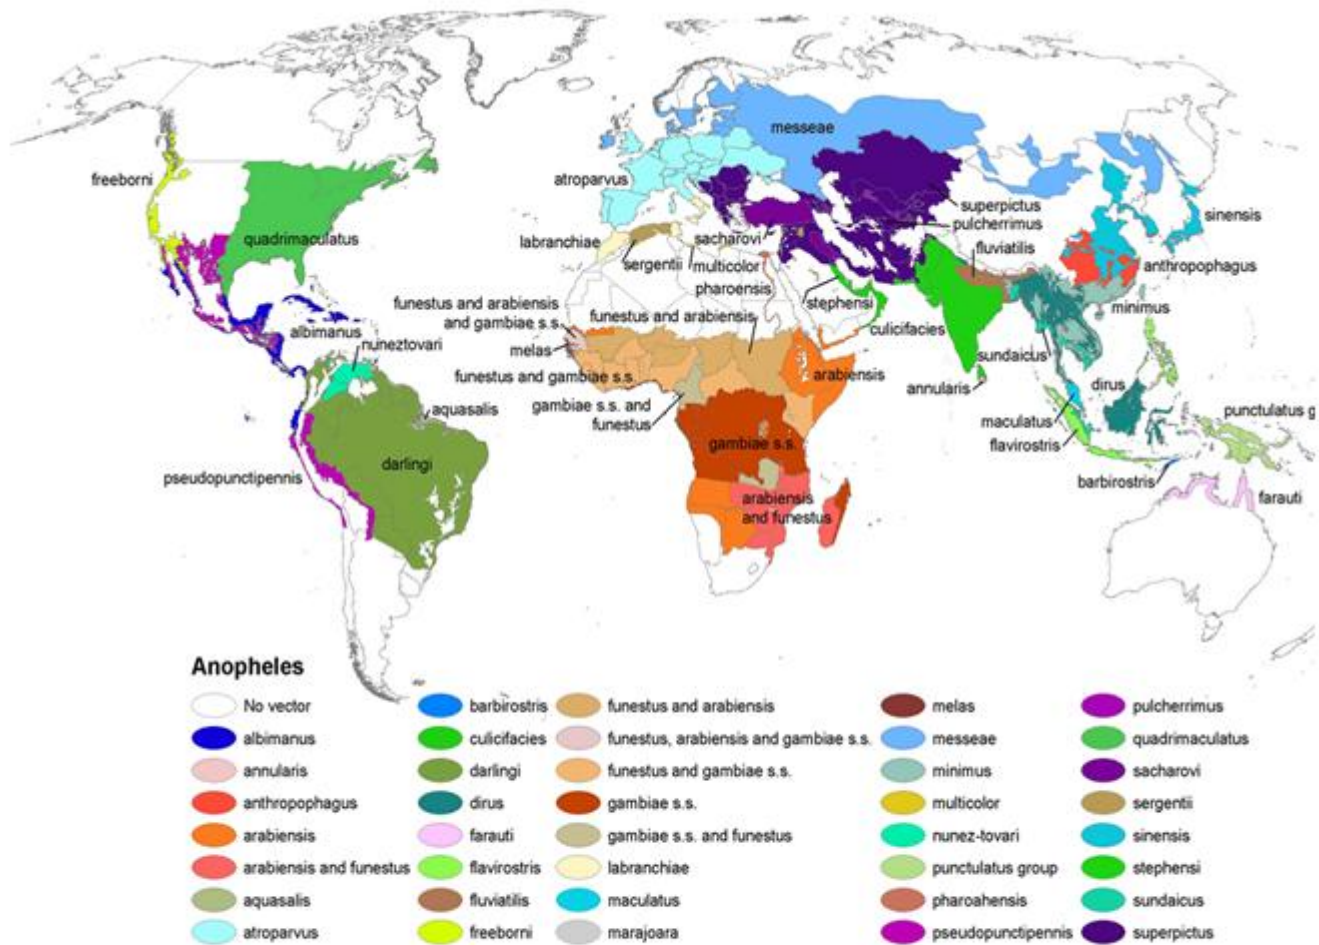 messeae
freeborni
atroparvus
superpictus
sinensis
pulcherrimus
quadrimaculatus
labranchiae
sacharovi
fluviatilis
sergentii
multicolor
anthropophagus
pharoensis
stephensi
minimus
funestus and arabiensis
and gambiae s.s.
funestus and arabiensis
albimanus
culicifacies
nuneztovari
melas
sundaicus
funestus and gambiae s.s.
arabiensis
annularis
dirus
aquasalis
gambiae s.s. and
funestus
punctulatus g
maculatus
gambiae s.s.
flavirostris
darlingi
pseudopunctipennis
barbirostris
arabiensis
and funestus
farauti
Anopheles
No vector
albimanus
annularis
anthropophagus
arabiensis
arabiensis and funestus
aquasalis
atroparvus
barbirostris
culicifacies
darlingi
dirus
farauti
flavirostris
fluviatilis
freeborni
funestus and arabiensis
funestus, arabiensis and gambiae s.s.
funestus and gambiae s.s.
gambiae s.s.
gambiae s.s. and funestus
labranchiae
maculatus
marajoara
melas
messeae
minimus
multicolor
nunez-tovari
punctulatus group
pharoahensis
pseudopunctipennis
pulcherrimus
quadrimaculatus
sacharovi
sergentii
sinensis
stephensi
sundaicus
superpictus